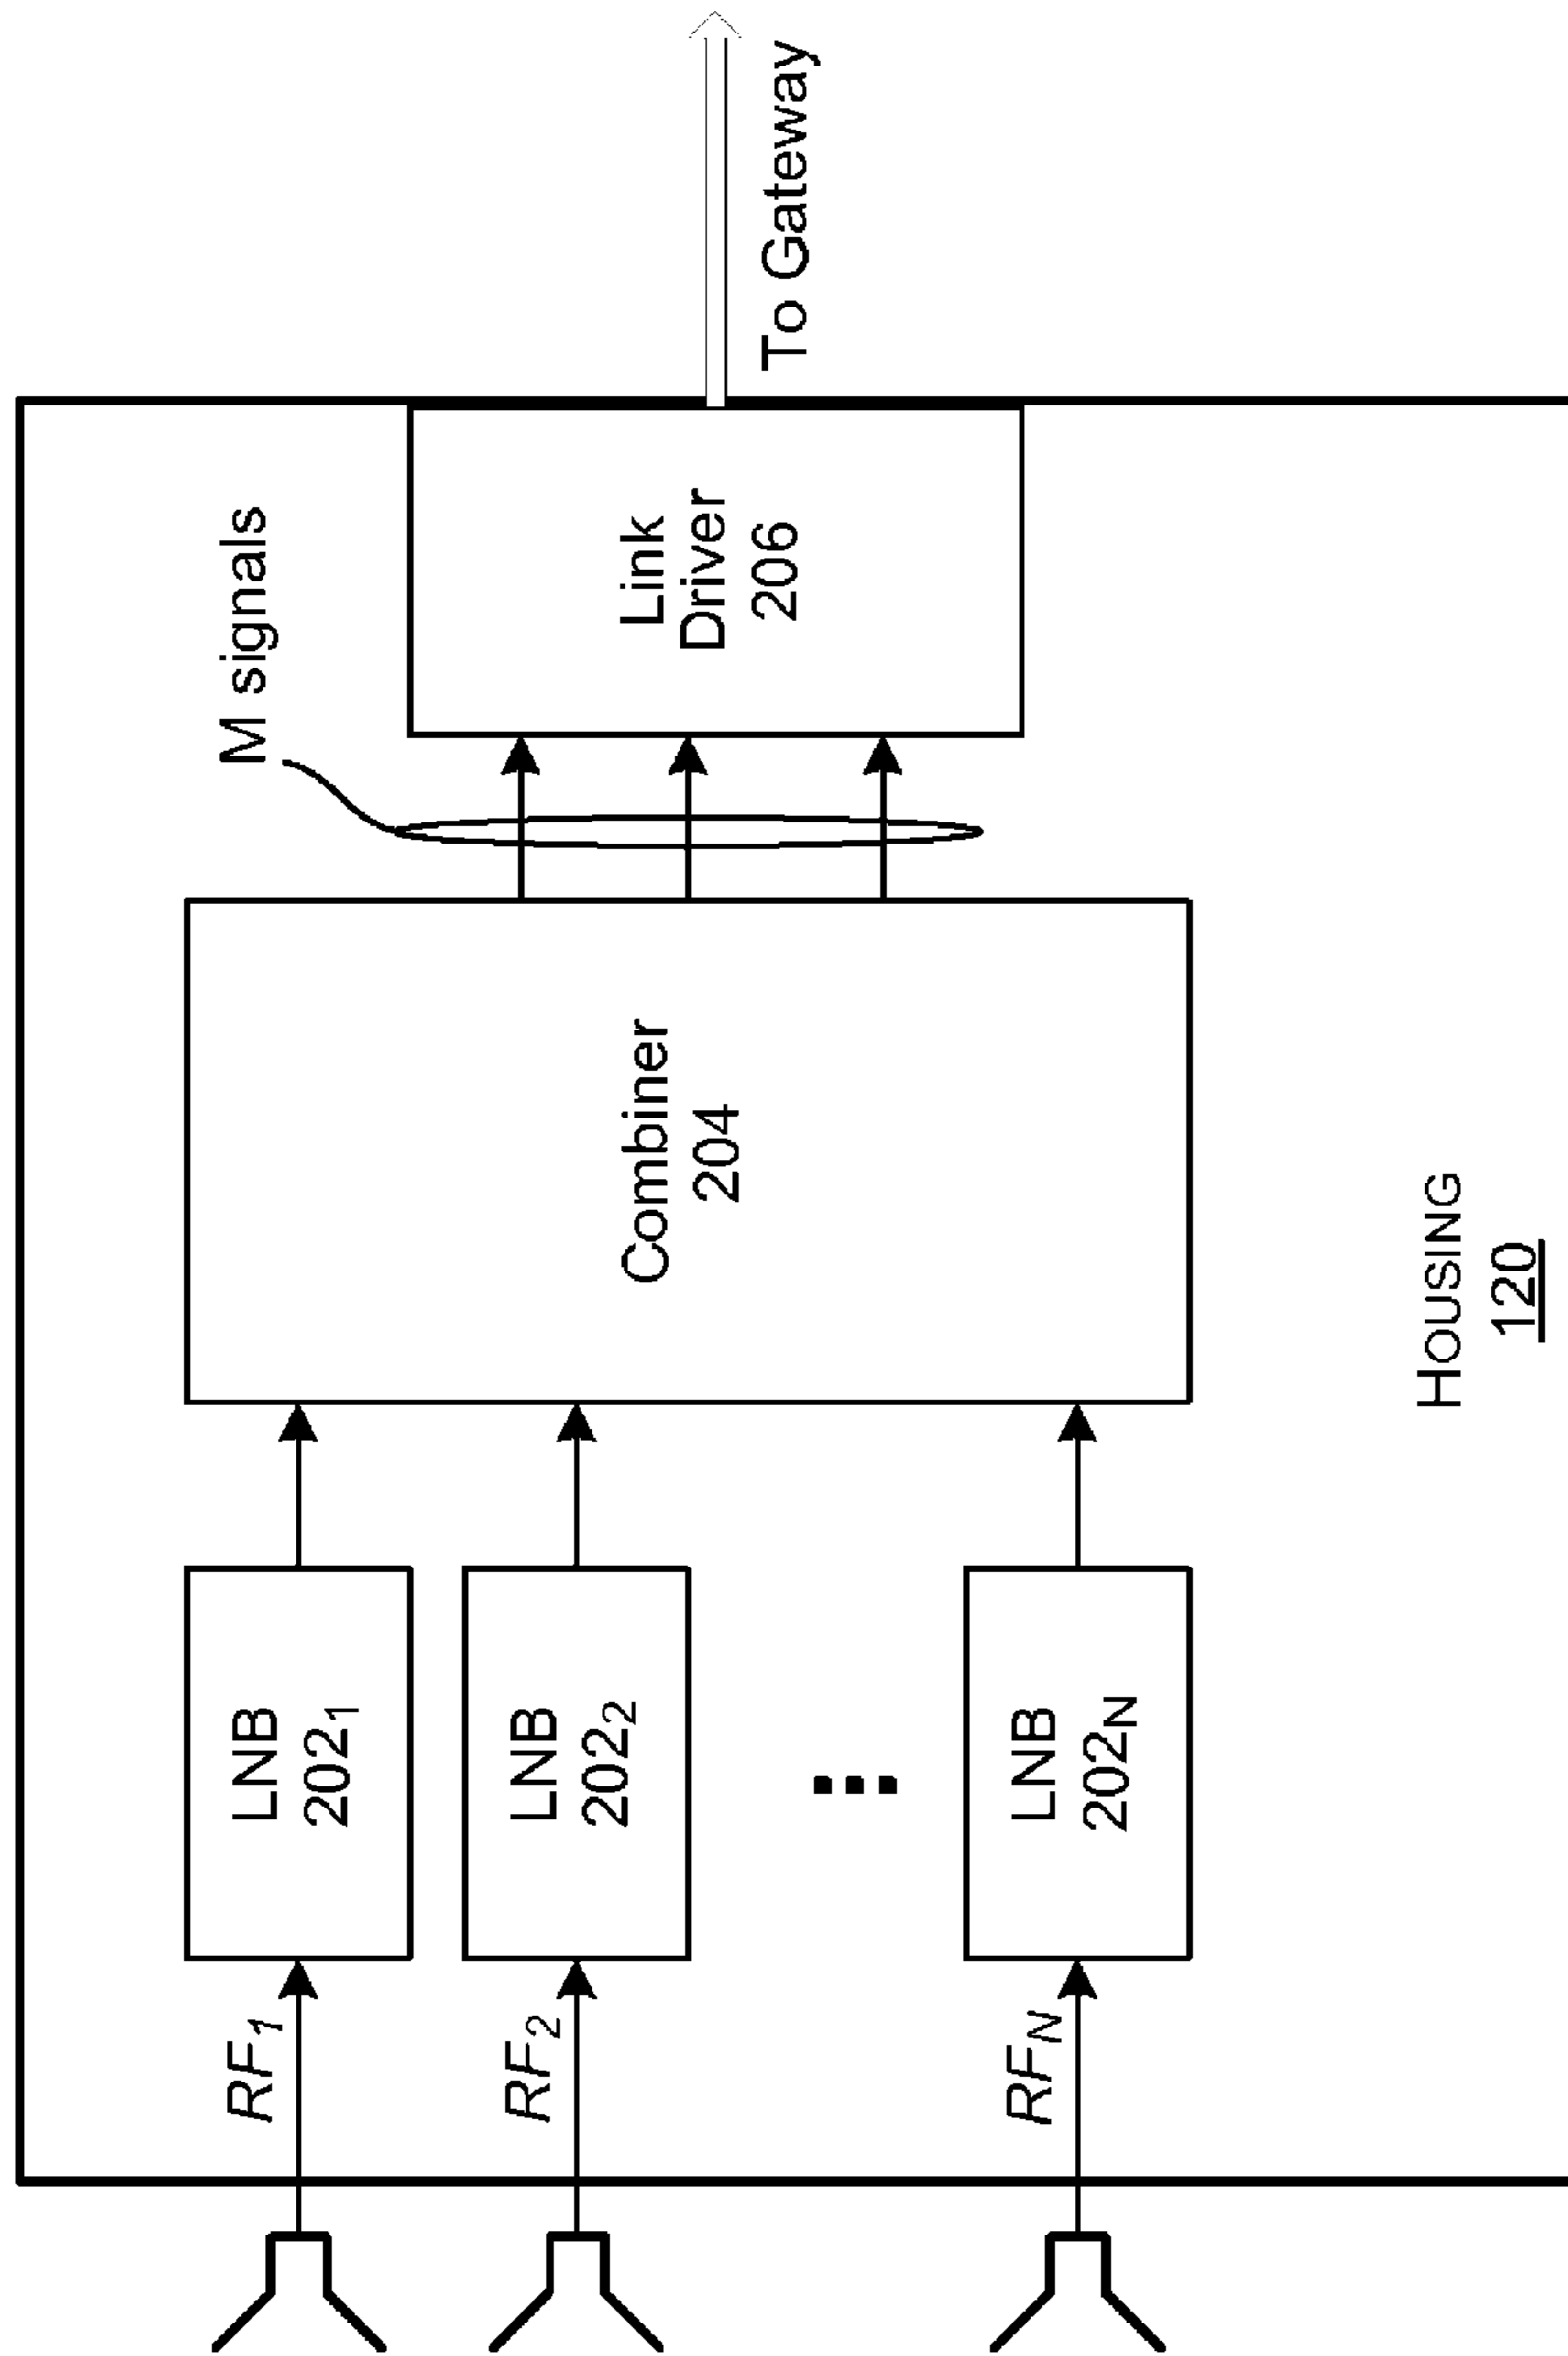 RF1
LNB
2021
RF2
LNB
2022
RFN
LNB
202N
Combiner
204
M signals
Link
Driver
206
To Gateway
HOUSING
120